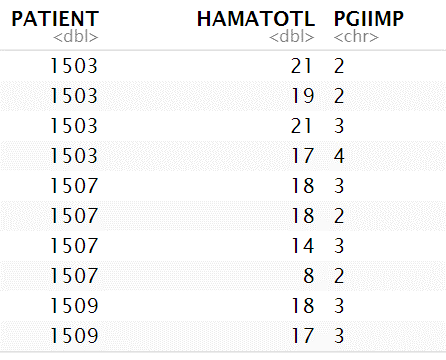 PATIENT HAMATOTL PGIIMP
<dbl> <dbl> <chr>
1503 21 2
1503 19 2
1503 21 3
1503 17 4
1507 18 3
1507 18 2
1507 14 3
1507 8 2
1509 18 3
1509 17 3